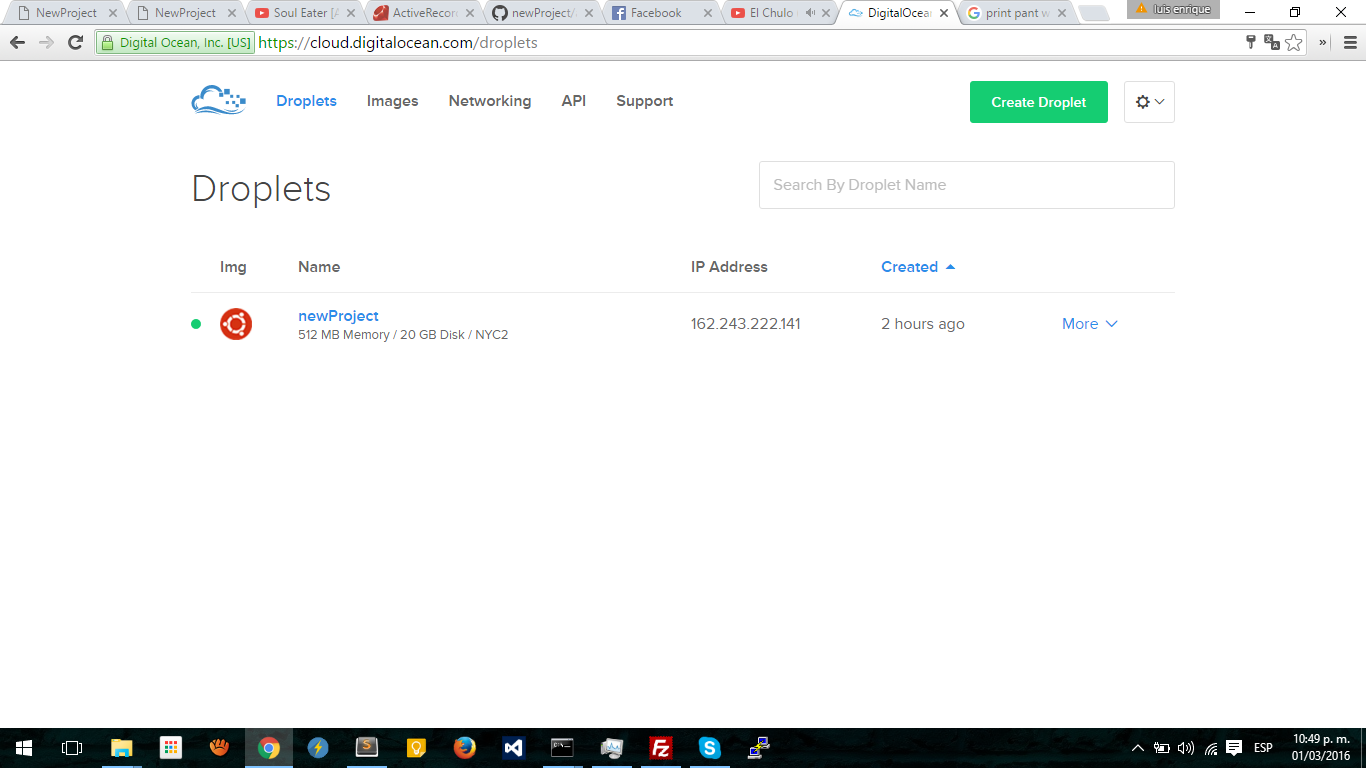 NewProject
NewProject
Soul Eater [A
ActiveRecor
newProject/
Facebook
El Chulo
DigitalOcea
print pant w
luis enrique
Digital Ocean, Inc. [US] https://cloud.digitalocean.com/droplets
Droplets Images Networking API Support
Create Droplet
Droplets
Search By Droplet Name
Img Name IP Address Created
newProject
512 MB Memory / 20 GB Disk / NYC2
162.243.222.141 2 hours ago More
ESP
10:49 p. m.
01/03/2016